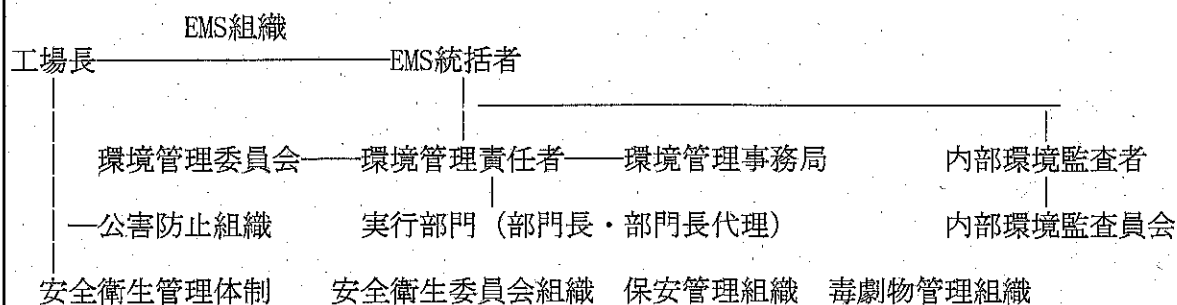 EMS組織
工場長 EMS統括者
環境管理委員会 環境管理責任者 環境管理事務局 内部環境監査者
公害防止組織 実行部門(部門長・部門長代理) 内部環境監査員会
安全衛生管理体制 安全衛生委員会組織 保安管理組織 毒劇物管理組織